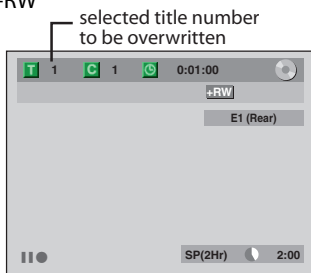 +RW
selected title number
to be overwritten
T 1 C 1 0:01:00
+RW
E1 (Rear)
SP(2Hr) 2:00